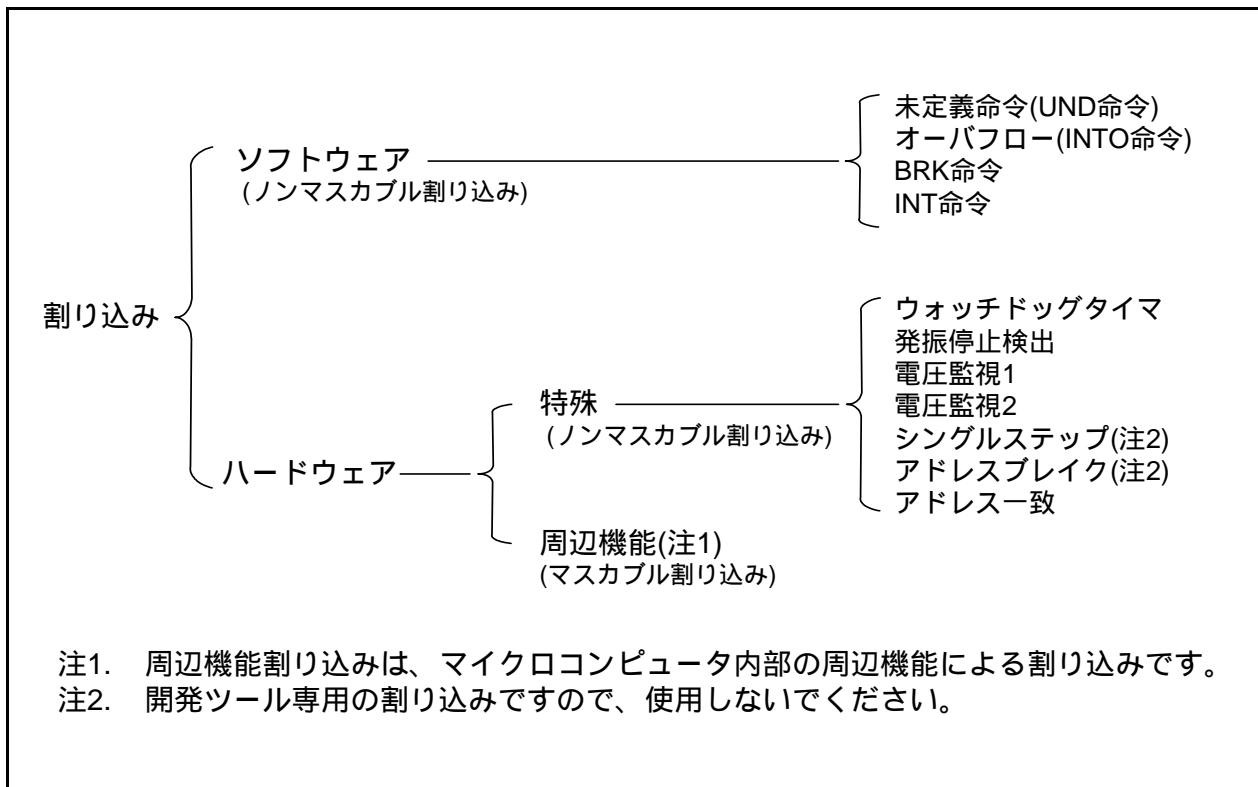 未定義命令(UND命令)
オーバフロー(INTO命令)
BRK命令
INT命令
ソフトウェア
(ノンマスカブル割り込み)
割り込み
ウォッチドッグタイマ
発振停止検出
電圧監視1
電圧監視2
シングルステップ(注2)
アドレスブレイク(注2)
アドレス一致
特殊
(ノンマスカブル割り込み)
ハードウェア
周辺機能(注1)
(マスカブル割り込み)
注1. 周辺機能割り込みは、マイクロコンピュータ内部の周辺機能による割り込みです。
注2. 開発ツール専用の割り込みですので、使用しないでください。